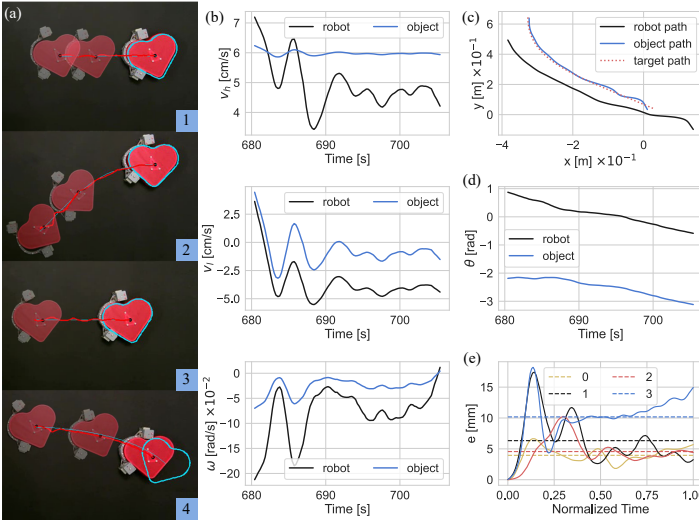 (a)
1
2
3
4
(b)
7
6
5
4
v_h [cm/s]
robot
object
680
690
700
Time [s]
2.5
0.0
−2.5
−5.0
v_l [cm/s]
robot
object
680
690
700
Time [s]
0
−5
−10
−15
−20
ω [rad/s] ×10⁻²
robot
object
680
690
700
Time [s]
(c)
6
4
2
0
y [m] ×10⁻¹
robot path
object path
target path
−4
−2
0
x [m] ×10⁻¹
(d)
1
0
−1
−2
−3
θ [rad]
robot
object
680
690
700
Time [s]
(e)
15
10
5
0
e [mm]
0
1
2
3
0.00
0.25
0.50
0.75
1.0
Normalized Time